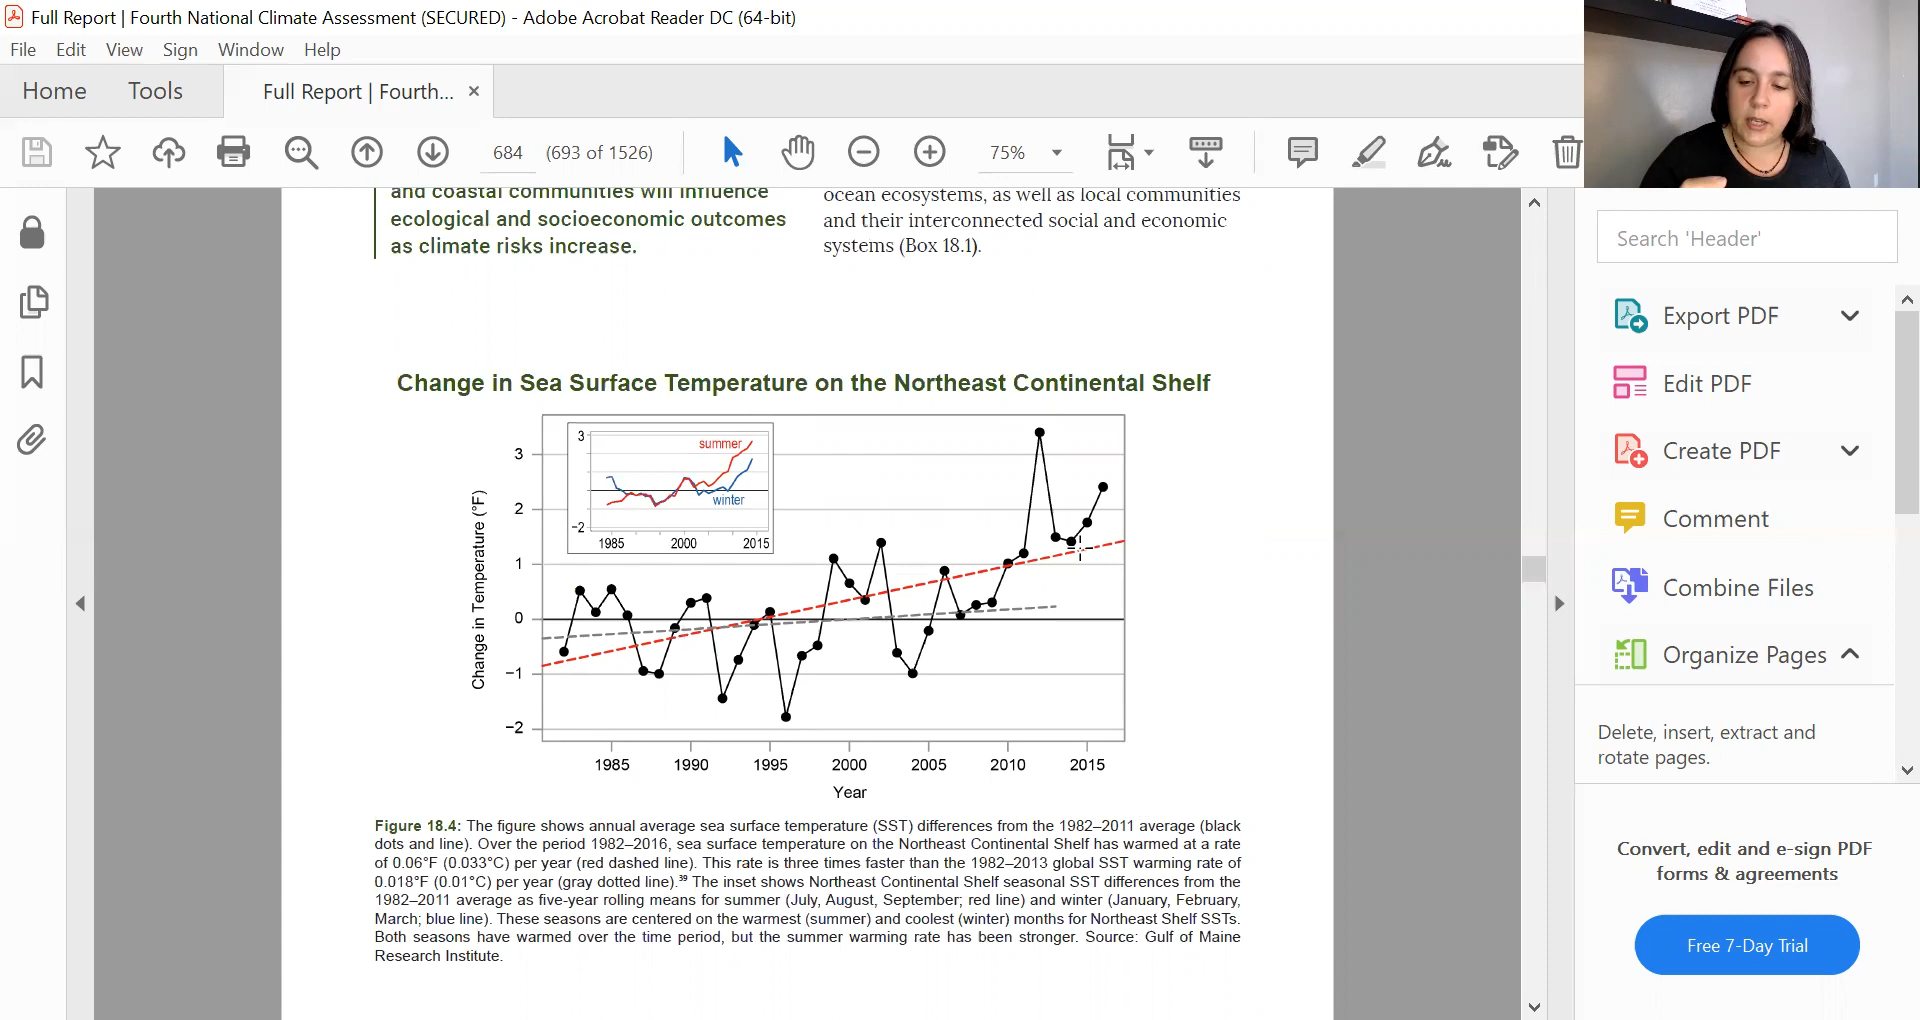 Full Report | Fourth National Climate Assessment (SECURED) - Adobe Acrobat Reader DC (64-bit)
File Edit View Sign Window Help
Home Tools Full Report | Fourth... ×
684 (693 of 1526) 75%
and coastal communities will influence
ecological and socioeconomic outcomes
as climate risks increase.
ocean ecosystems, as well as local communities
and their interconnected social and economic
systems (Box 18.1).
Change in Sea Surface Temperature on the Northeast Continental Shelf
Change in Temperature (°F)
3
2
1
0
−1
−2
3
−2
summer
winter
1985 2000 2015
1985 1990 1995 2000 2005 2010 2015
Year
Figure 18.4: The figure shows annual average sea surface temperature (SST) differences from the 1982–2011 average (black
dots and line). Over the period 1982–2016, sea surface temperature on the Northeast Continental Shelf has warmed at a rate
of 0.06°F (0.033°C) per year (red dashed line). This rate is three times faster than the 1982–2013 global SST warming rate of
0.018°F (0.01°C) per year (gray dotted line).³⁹ The inset shows Northeast Continental Shelf seasonal SST differences from the
1982–2011 average as five-year rolling means for summer (July, August, September; red line) and winter (January, February,
March; blue line). These seasons are centered on the warmest (summer) and coolest (winter) months for Northeast Shelf SSTs.
Both seasons have warmed over the time period, but the summer warming rate has been stronger. Source: Gulf of Maine
Research Institute.
Search 'Header'
Export PDF
Edit PDF
Create PDF
Comment
Combine Files
Organize Pages
Delete, insert, extract and
rotate pages.
Convert, edit and e-sign PDF
forms & agreements
Free 7-Day Trial